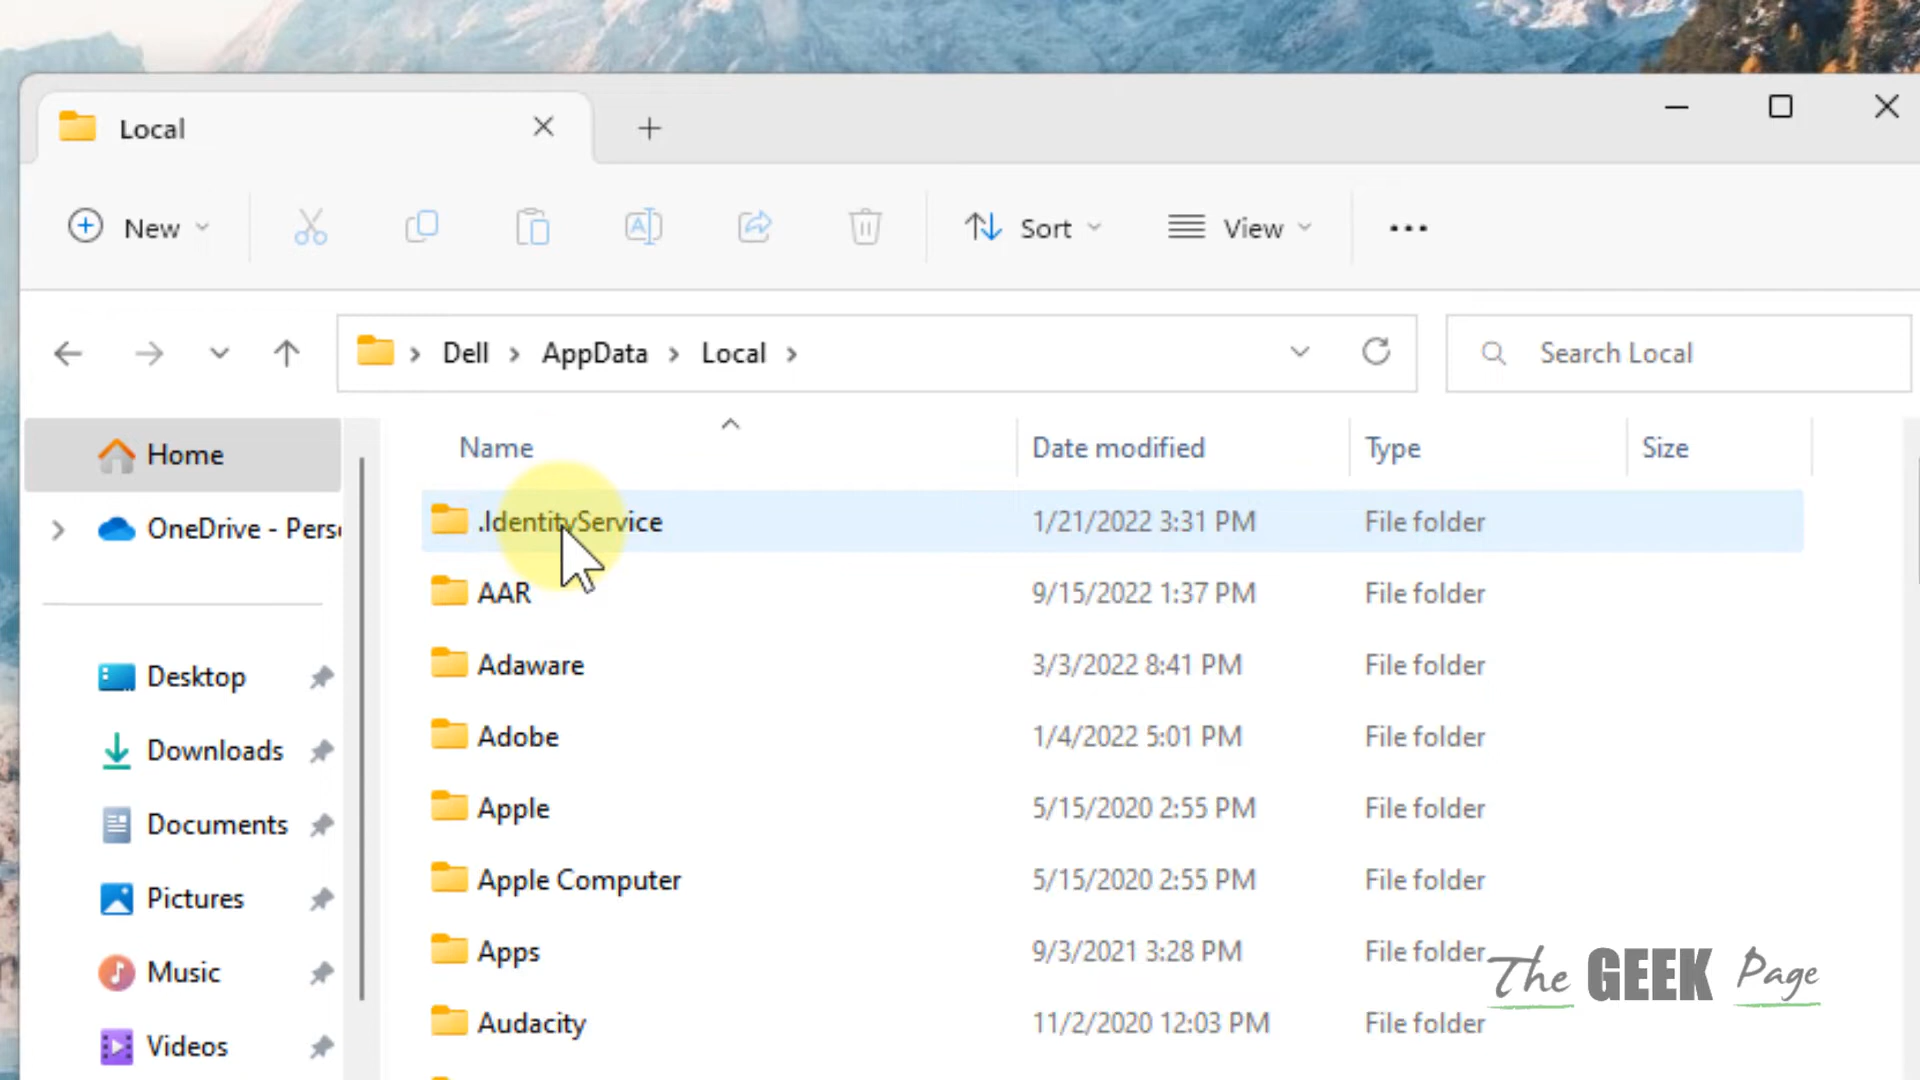 Local
New Sort View
Dell AppData Local Search Local
Name Date modified Type Size
Home
OneDrive - Pers
Desktop
Downloads
Documents
Pictures
Music
Videos
.IdentityService 1/21/2022 3:31 PM File folder
AAR 9/15/2022 1:37 PM File folder
Adaware 3/3/2022 8:41 PM File folder
Adobe 1/4/2022 5:01 PM File folder
Apple 5/15/2020 2:55 PM File folder
Apple Computer 5/15/2020 2:55 PM File folder
Apps 9/3/2021 3:28 PM File folder
Audacity 11/2/2020 12:03 PM File folder
The GEEK Page